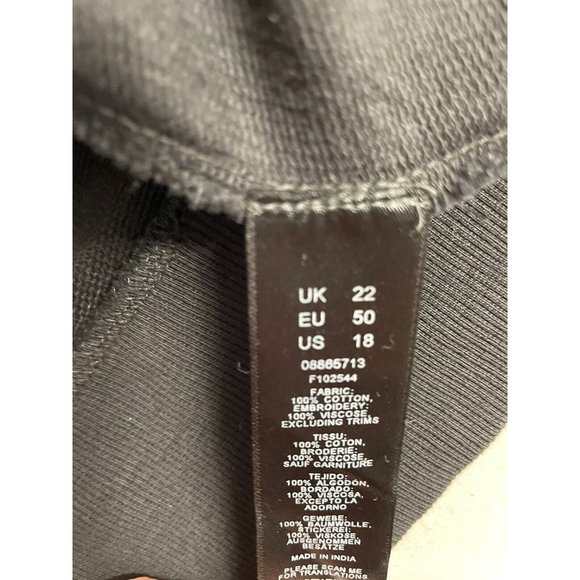 UK 22
EU 50
US 18
08865713
F102544
FABRIC:
100% COTTON,
EMBROIDERY:
100% VISCOSE,
EXCLUDING TRIMS
TISSU:
100% COTON,
BRODERIE:
100% VISCOSE,
SAUF GARNITURE
TEJIDO:
100% ALGODÓN,
BORDADO:
100% VISCOSA,
EXCEPTO LA
ADORNO
GEWEBE:
100% BAUMWOLLE,
STICKEREI:
100% VISKOSE,
AUSGENOMMEN
BESÄTZE
MADE IN INDIA
PLEASE SCAN ME
FOR TRANSLATIONS